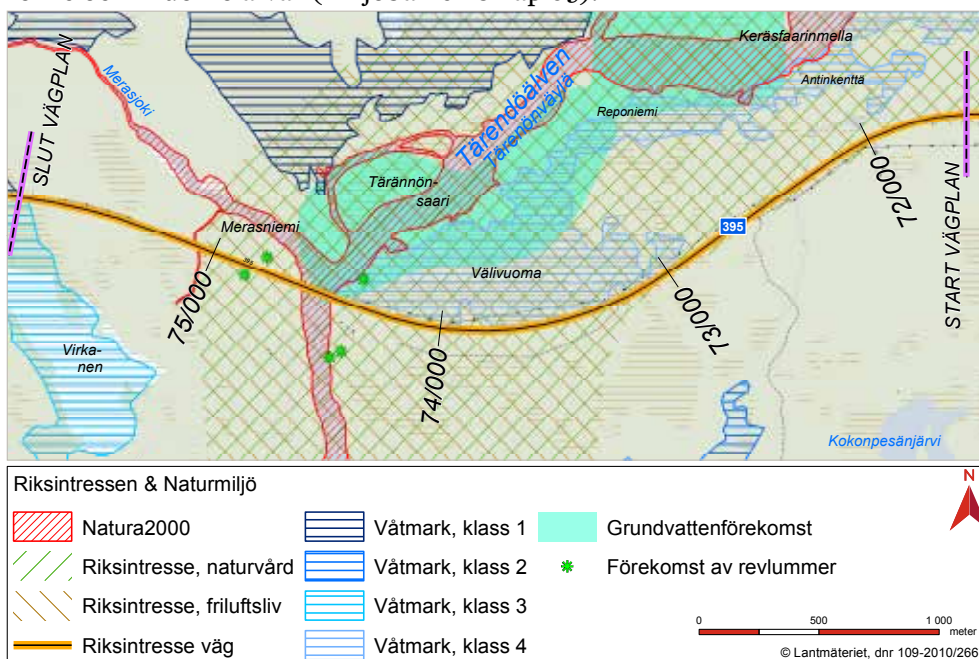 Keräsfaarinmella
Merasjoki
Tärendöälven
Tärenönväylä
Antinkenttä
Reponiemi
SLUT VÄGPLAN
Tärännön-
saari
72/000
START VÄGPLAN
Merasniemi
395
395
Välivuoma
75/000
73/000
74/000
Virka-
nen
Kokonpesänjärvi
Riksintressen & Naturmiljö
N
Natura2000
Våtmark, klass 1
Grundvattenförekomst
Riksintresse, naturvård
Våtmark, klass 2
Förekomst av revlummer
Riksintresse, friluftsliv
Våtmark, klass 3
Riksintresse väg
Våtmark, klass 4
0 500 1 000
meter
© Lantmäteriet, dnr 109-2010/266